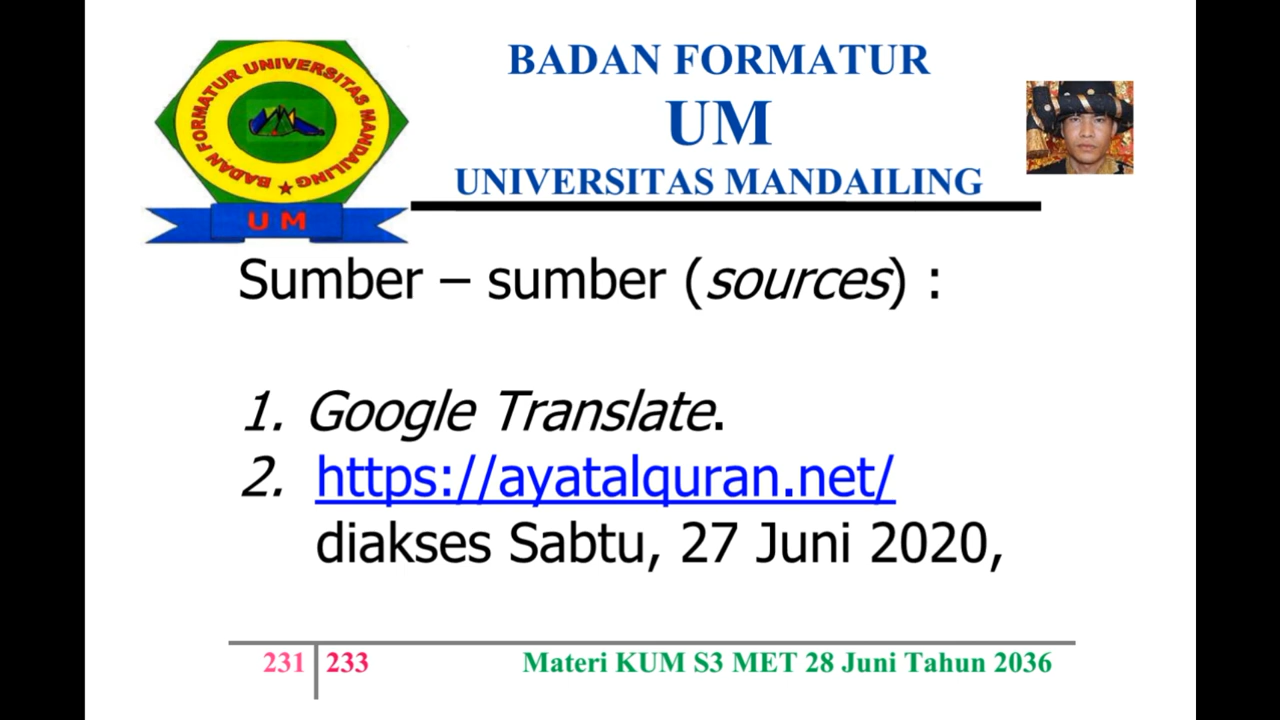 BADAN FORMATUR UNIVERSITAS MANDAILING
U M
BADAN FORMATUR
UM
UNIVERSITAS MANDAILING
Sumber – sumber (sources) :
1. Google Translate.
2. https://ayatalquran.net/
diakses Sabtu, 27 Juni 2020,
231 233 Materi KUM S3 MET 28 Juni Tahun 2036